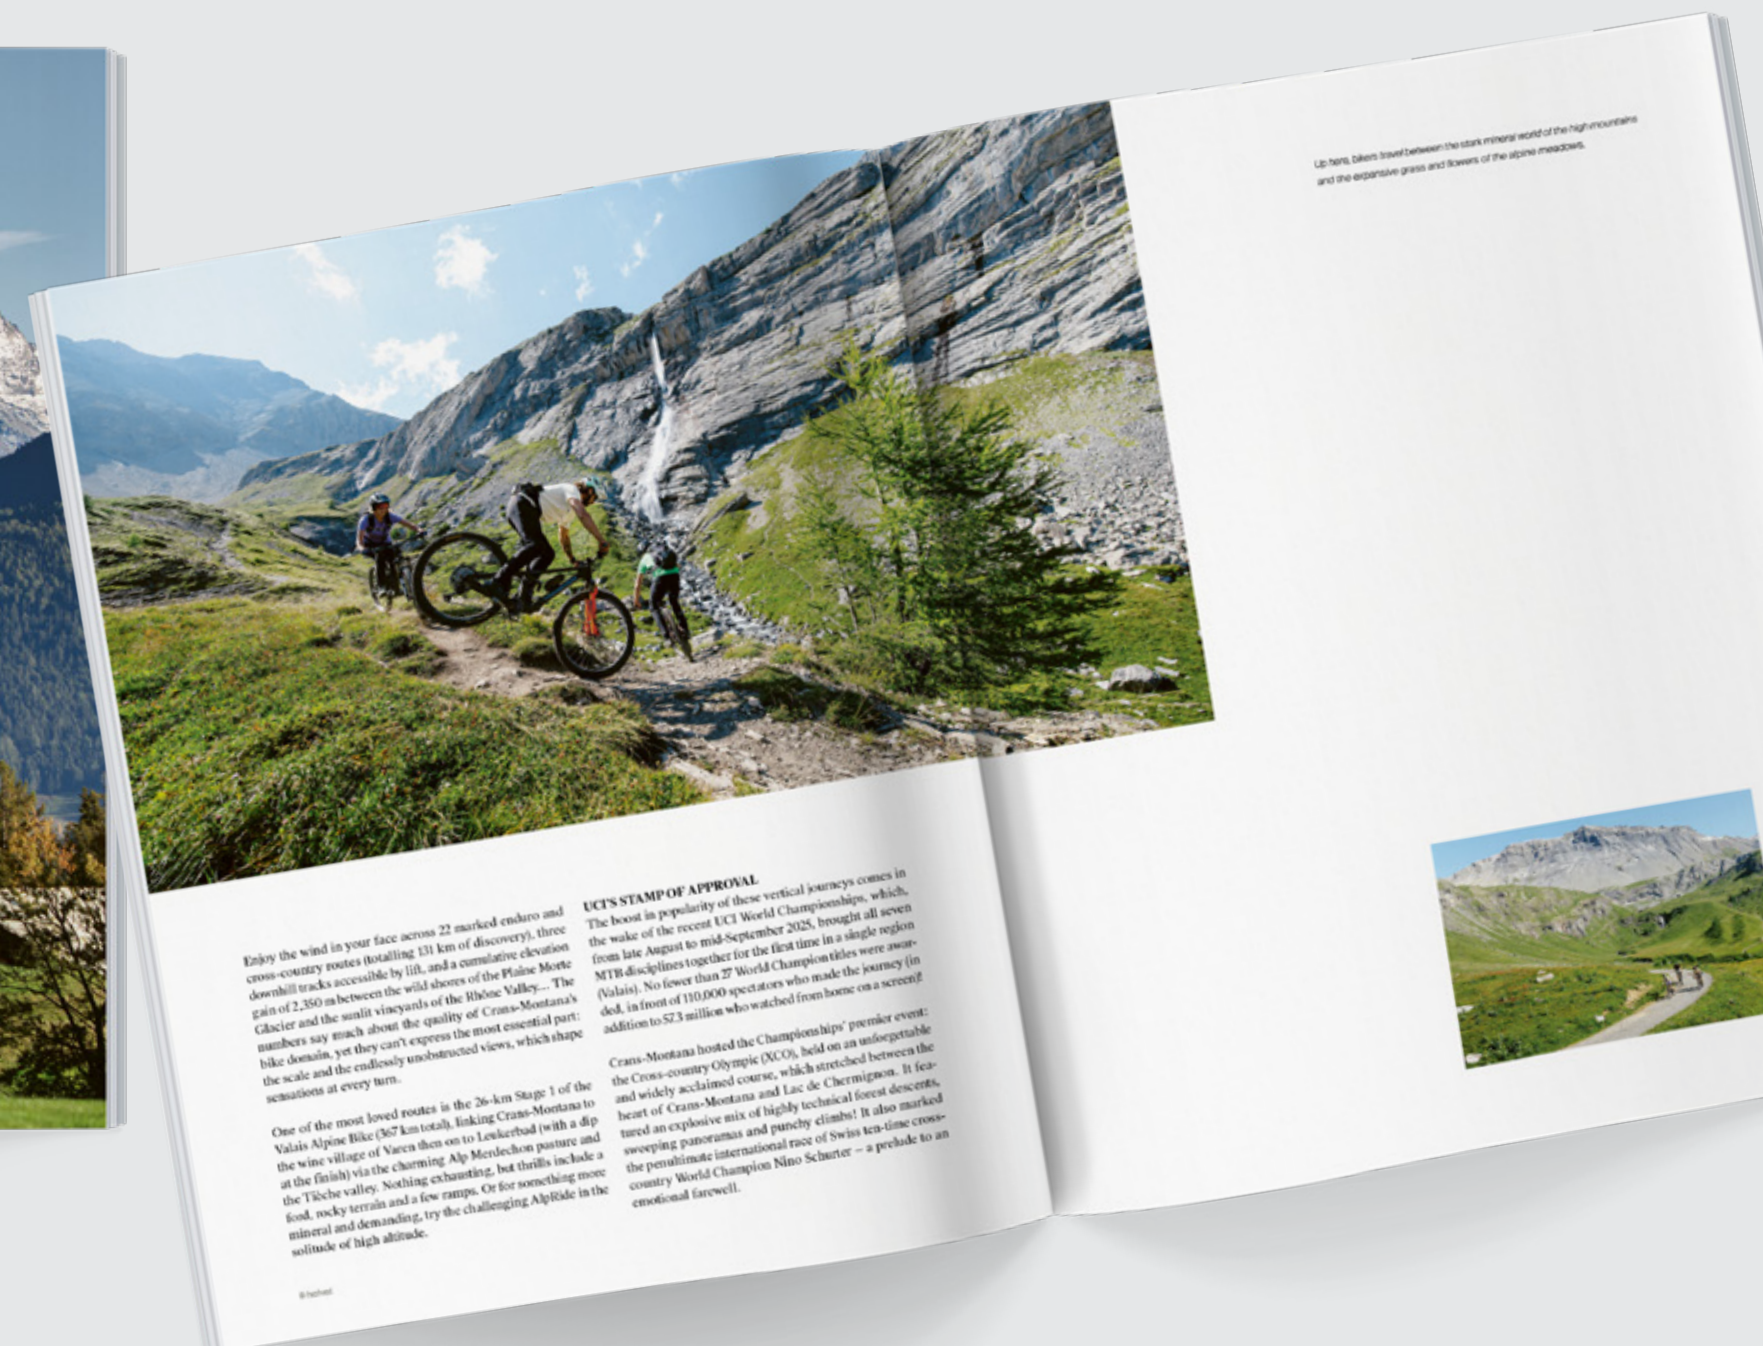 Enjoy the wind in your face across 22 marked enduro and
cross-country routes (totalling 131 km of discovery), three
downhill tracks accessible by lift, and a cumulative elevation
gain of 2,350 m between the wild shores of the Plaine Morte
Glacier and the sunlit vineyards of the Rhône Valley... The
numbers say much about the quality of Crans-Montana's
bike domain, yet they can't express the most essential part:
the scale and the endlessly unobstructed views, which shape
sensations at every turn.
One of the most loved routes is the 26-km Stage 1 of the
Valais Alpine Bike (367 km total), linking Crans-Montana to
the wine village of Varen then on to Leukerbad (with a dip
at the finish) via the charming Alp Merdechon pasture and
the Tièche valley. Nothing exhausting, but thrills include a
ford, rocky terrain and a few ramps. Or for something more
mineral and demanding, try the challenging AlpRide in the
solitude of high altitude.
UCI'S STAMP OF APPROVAL
The boost in popularity of these vertical journeys comes in
the wake of the recent UCI World Championships, which,
from late August to mid-September 2025, brought all seven
MTB disciplines together for the first time in a single region
(Valais). No fewer than 27 World Champion titles were awar-
ded, in front of 110,000 spectators who made the journey (in
addition to 57.3 million who watched from home on a screen)!
Crans-Montana hosted the Championships' premier event:
the Cross-country Olympic (XCO), held on an unforgettable
and widely acclaimed course, which stretched between the
heart of Crans-Montana and Lac de Chermignon. It fea-
tured an explosive mix of highly technical forest descents,
sweeping panoramas and punchy climbs! It also marked
the penultimate international race of Swiss ten-time cross-
country World Champion Nino Schurter – a prelude to an
emotional farewell.
Up here, bikers travel between the stark mineral world of the high mountains
and the expansive grass and flowers of the alpine meadows.